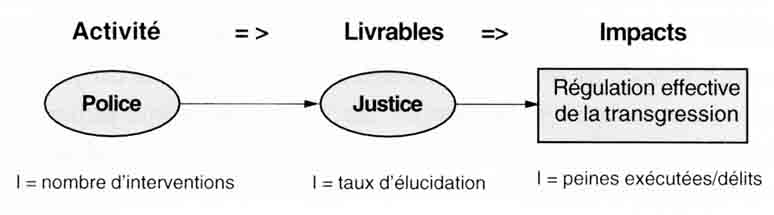 Activité => Livrables => Impacts
Police
Justice
Régulation effective
de la transgression
I = nombre d'interventions
I = taux d'élucidation
I = peines exécutées/délits